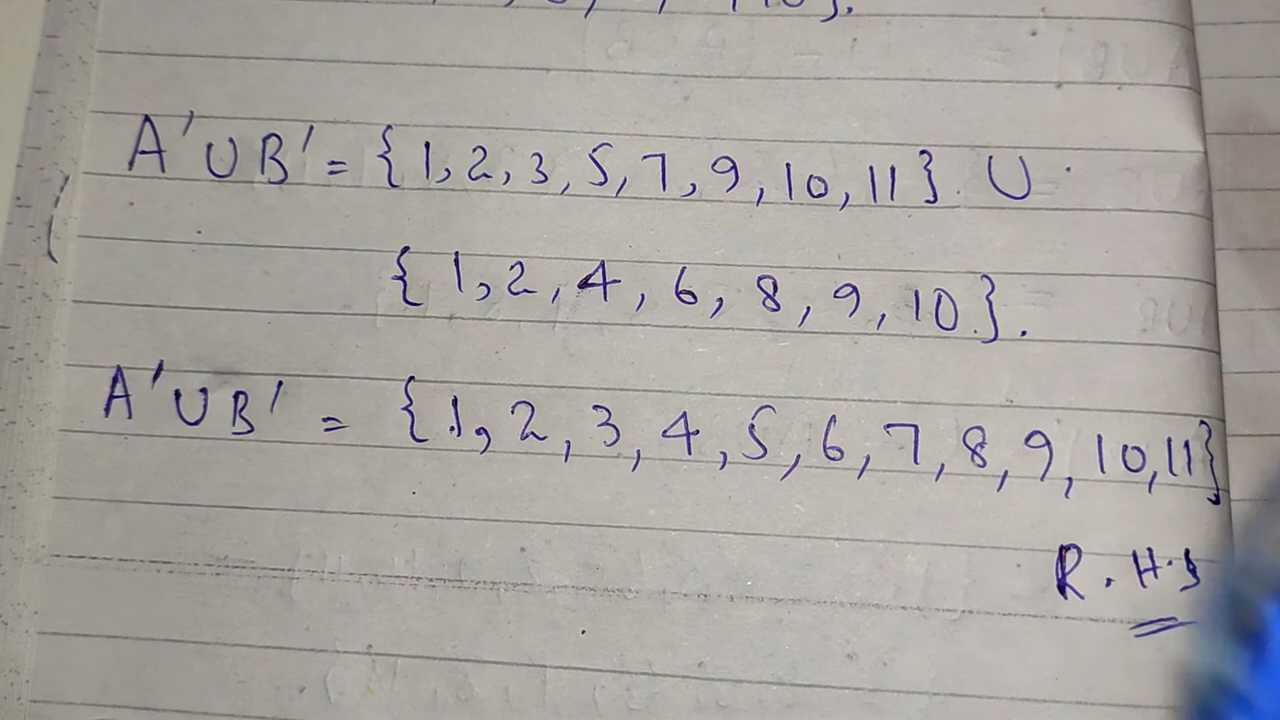 A'UB' = {1,2,3,5,7,9,10,11} U
{1,2,4,6,8,9,10}.
A'UB' = {1,2,3,4,5,6,7,8,9,10,11}
R.H.S